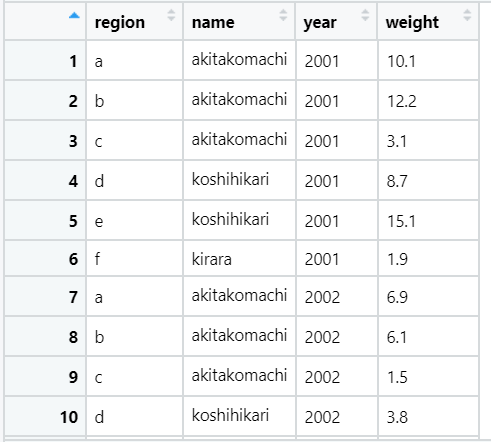 region name year weight
1 a akitakomachi 2001 10.1
2 b akitakomachi 2001 12.2
3 c akitakomachi 2001 3.1
4 d koshihikari 2001 8.7
5 e koshihikari 2001 15.1
6 f kirara 2001 1.9
7 a akitakomachi 2002 6.9
8 b akitakomachi 2002 6.1
9 c akitakomachi 2002 1.5
10 d koshihikari 2002 3.8